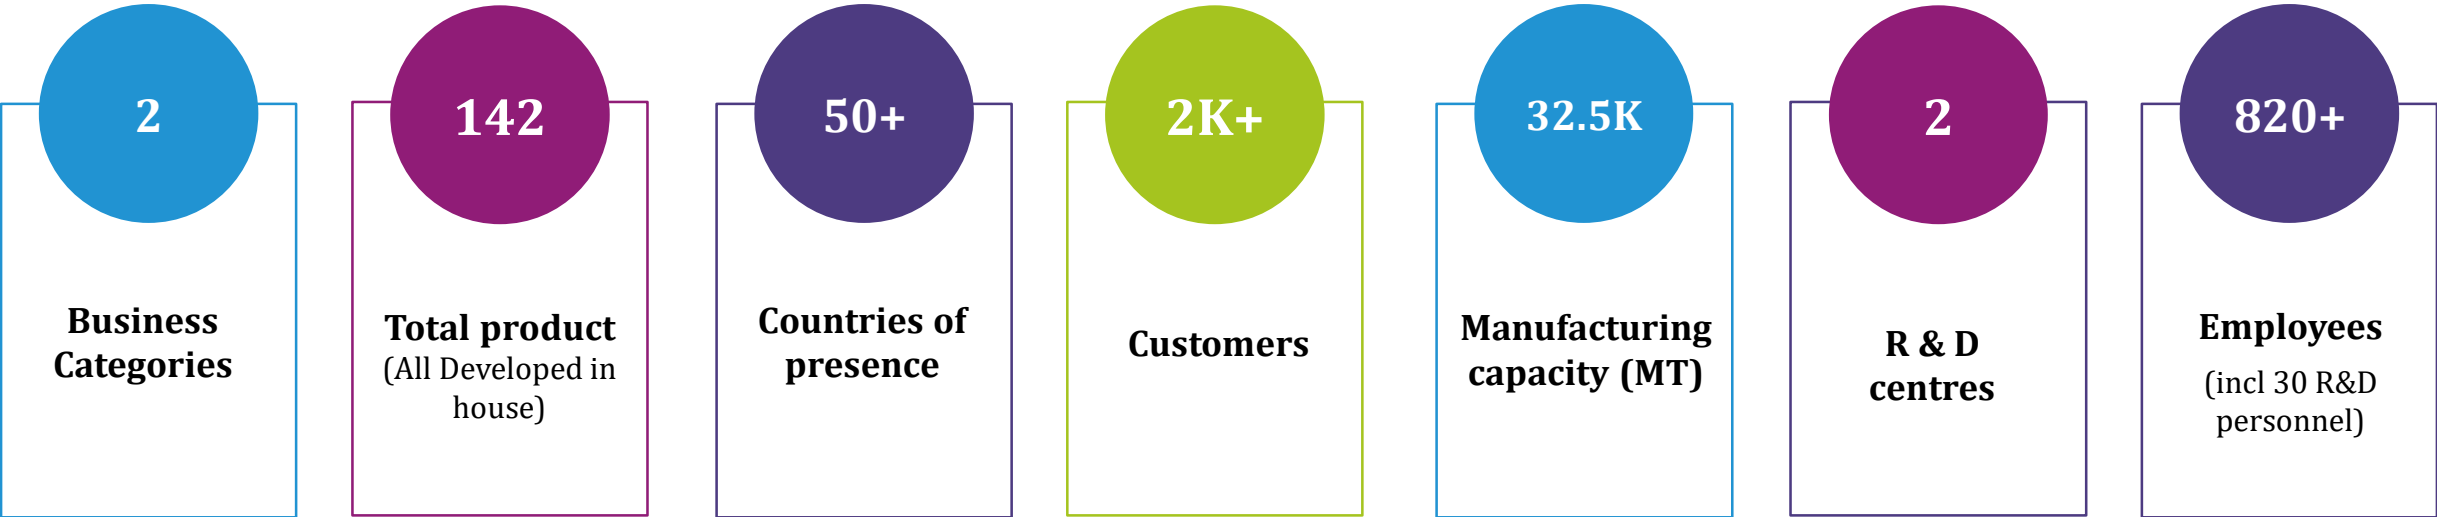 2
Business
Categories
142
Total product
(All Developed in
house)
50+
Countries of
presence
2K+
Customers
32.5K
Manufacturing
capacity (MT)
2
R & D
centres
820+
Employees
(incl 30 R&D
personnel)